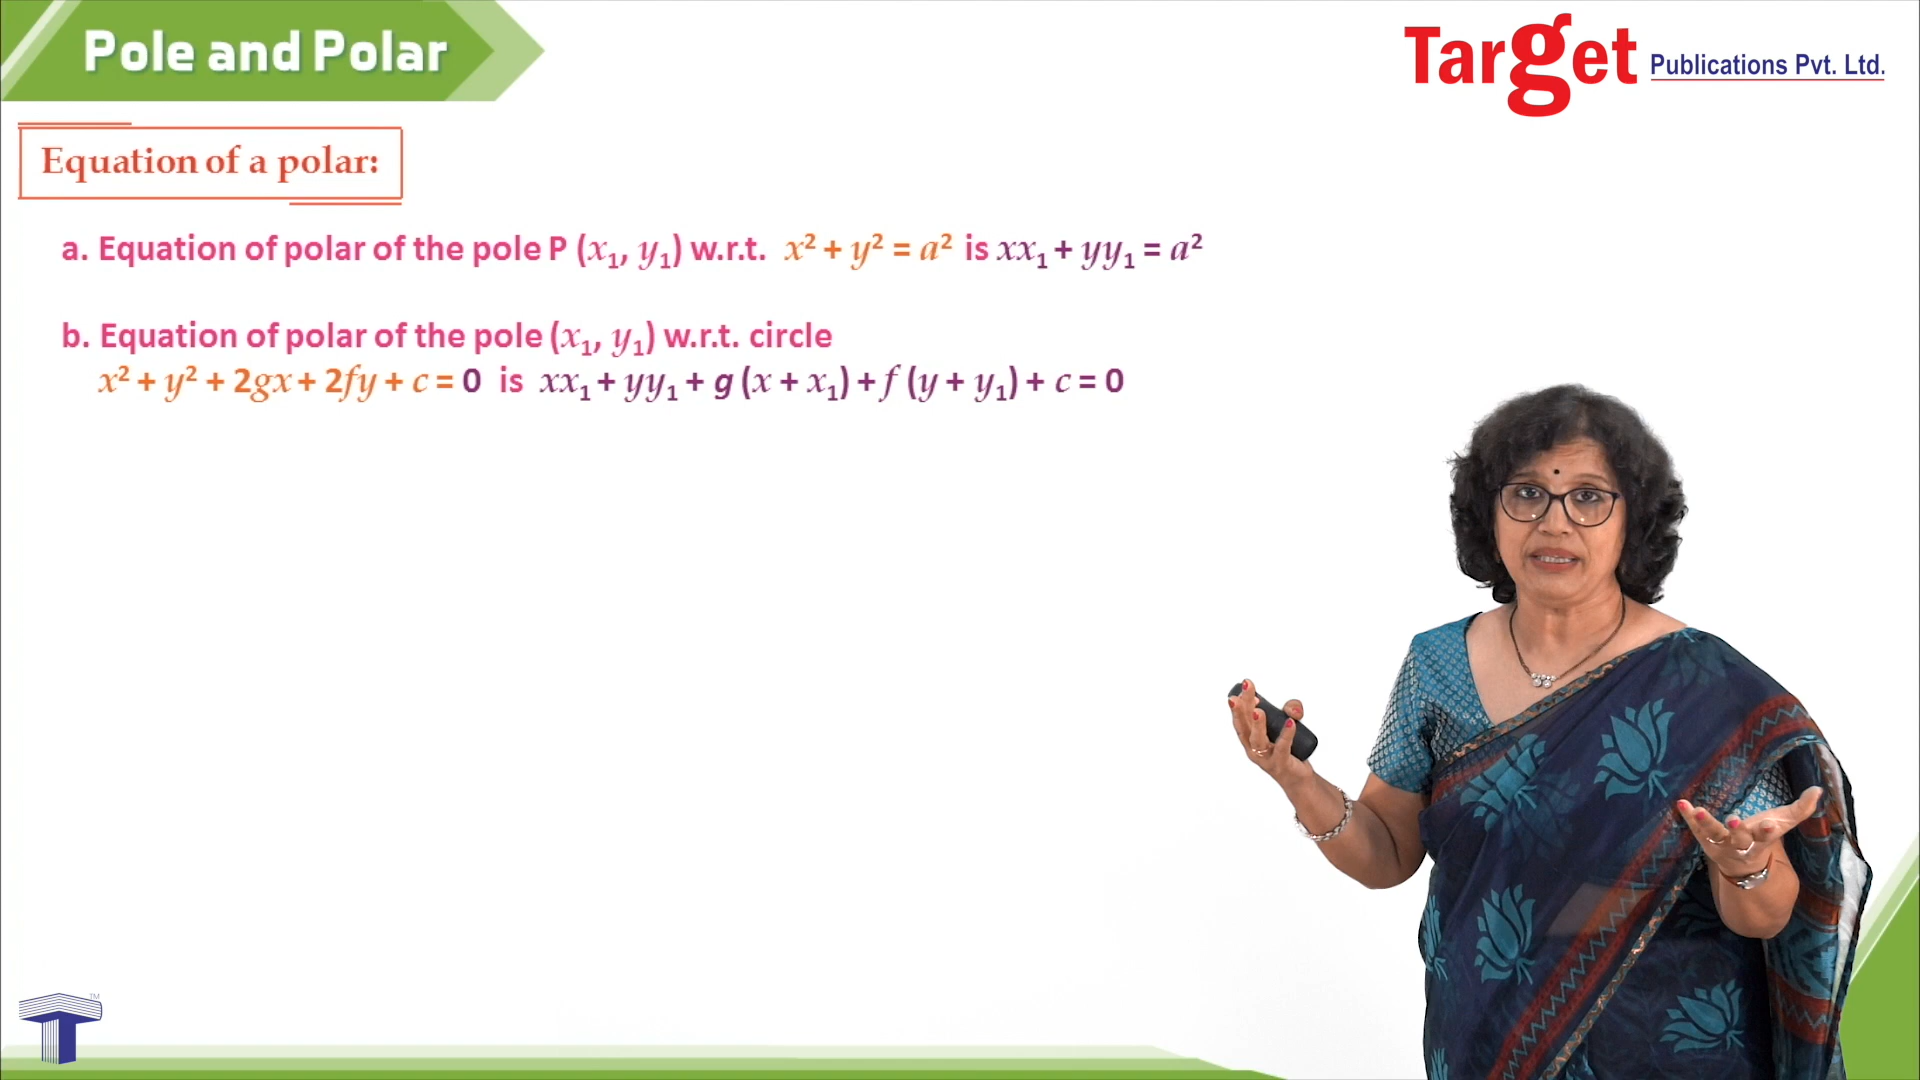 Pole and Polar
Target Publications Pvt. Ltd.
Equation of a polar:
a. Equation of polar of the pole P (x₁, y₁) w.r.t. x² + y² = a² is xx₁ + yy₁ = a²
b. Equation of polar of the pole (x₁, y₁) w.r.t. circle
x² + y² + 2gx + 2fy + c = 0 is xx₁ + yy₁ + g (x + x₁) + f (y + y₁) + c = 0
T™